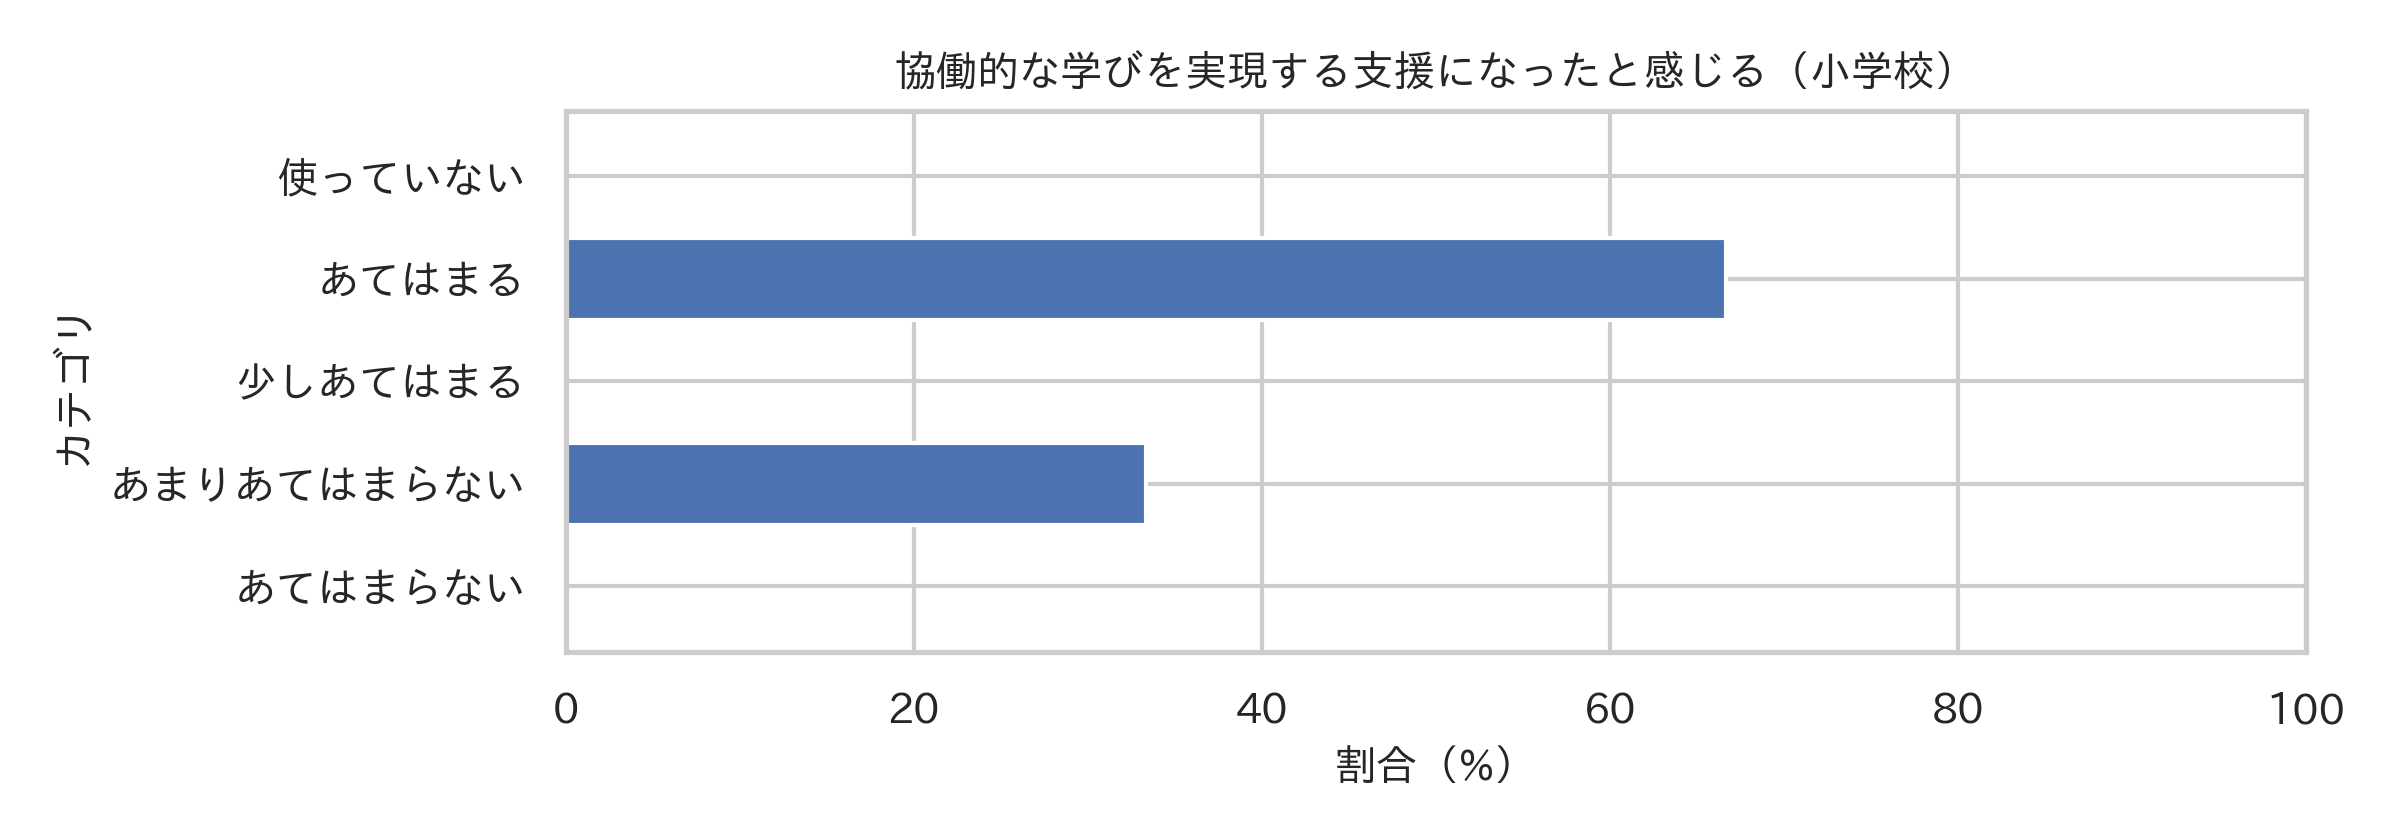 協働的な学びを実現する支援になったと感じる（小学校）
カテゴリ
使っていない
あてはまる
少しあてはまる
あまりあてはまらない
あてはまらない
0 20 40 60 80 100
割合（%）